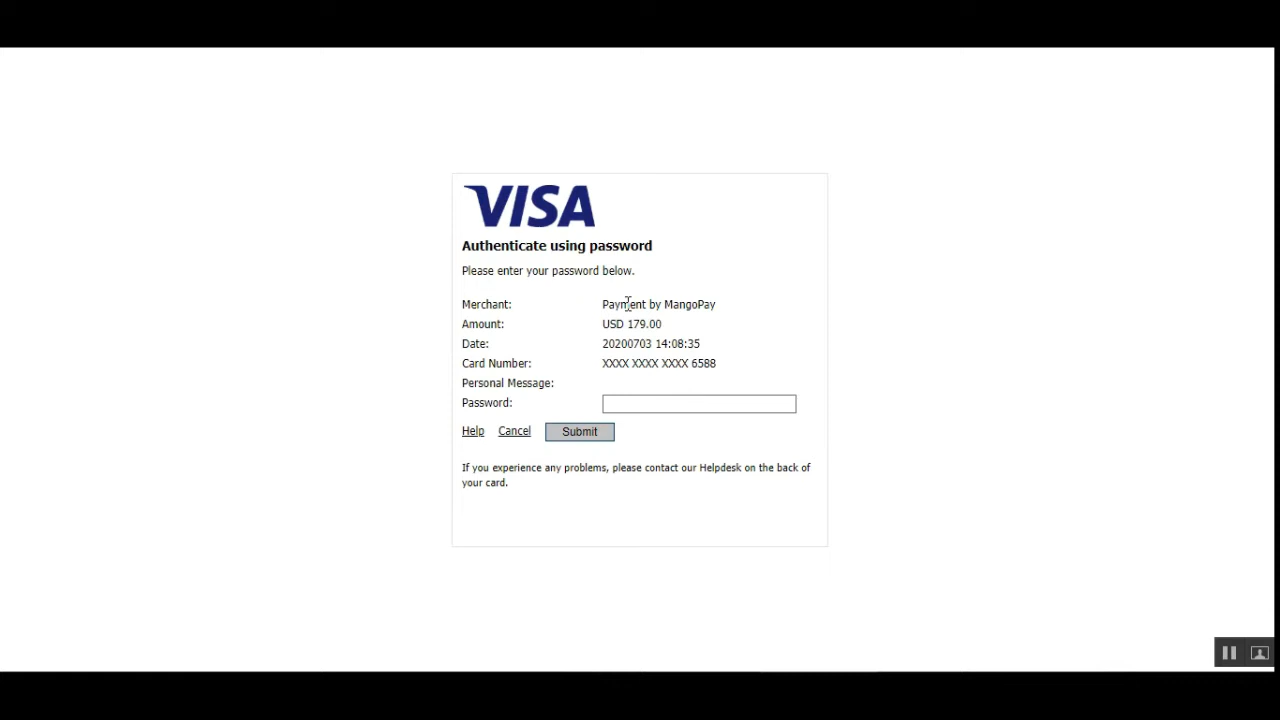 VISA
Authenticate using password
Please enter your password below.
Merchant: Payment by MangoPay
Amount: USD 179.00
Date: 20200703 14:08:35
Card Number: XXXX XXXX XXXX 6588
Personal Message:
Password:
Help Cancel Submit
If you experience any problems, please contact our Helpdesk on the back of
your card.